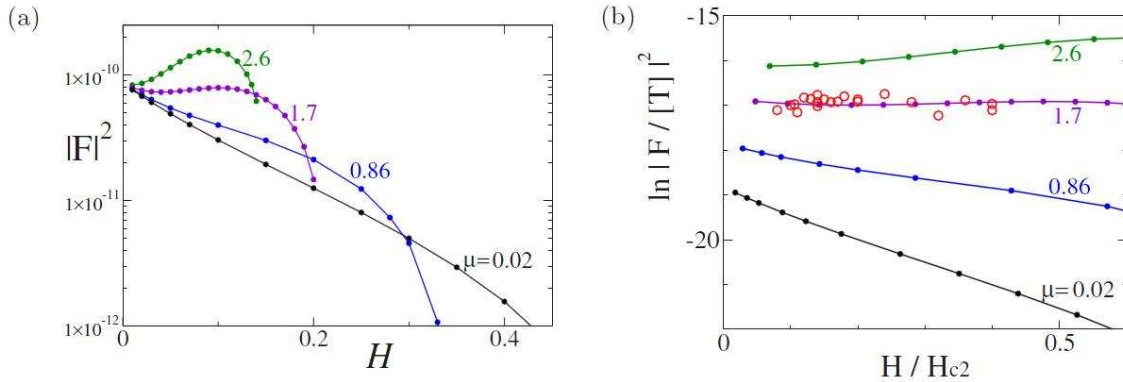 (a)
1×10⁻¹⁰
1×10⁻¹¹
1×10⁻¹²
|F|²
2.6
1.7
0.86
μ=0.02
0
0.2
0.4
H
(b)
-15
-20
ln | F / [T] |²
2.6
1.7
0.86
μ=0.02
0
0.5
H / Hc2